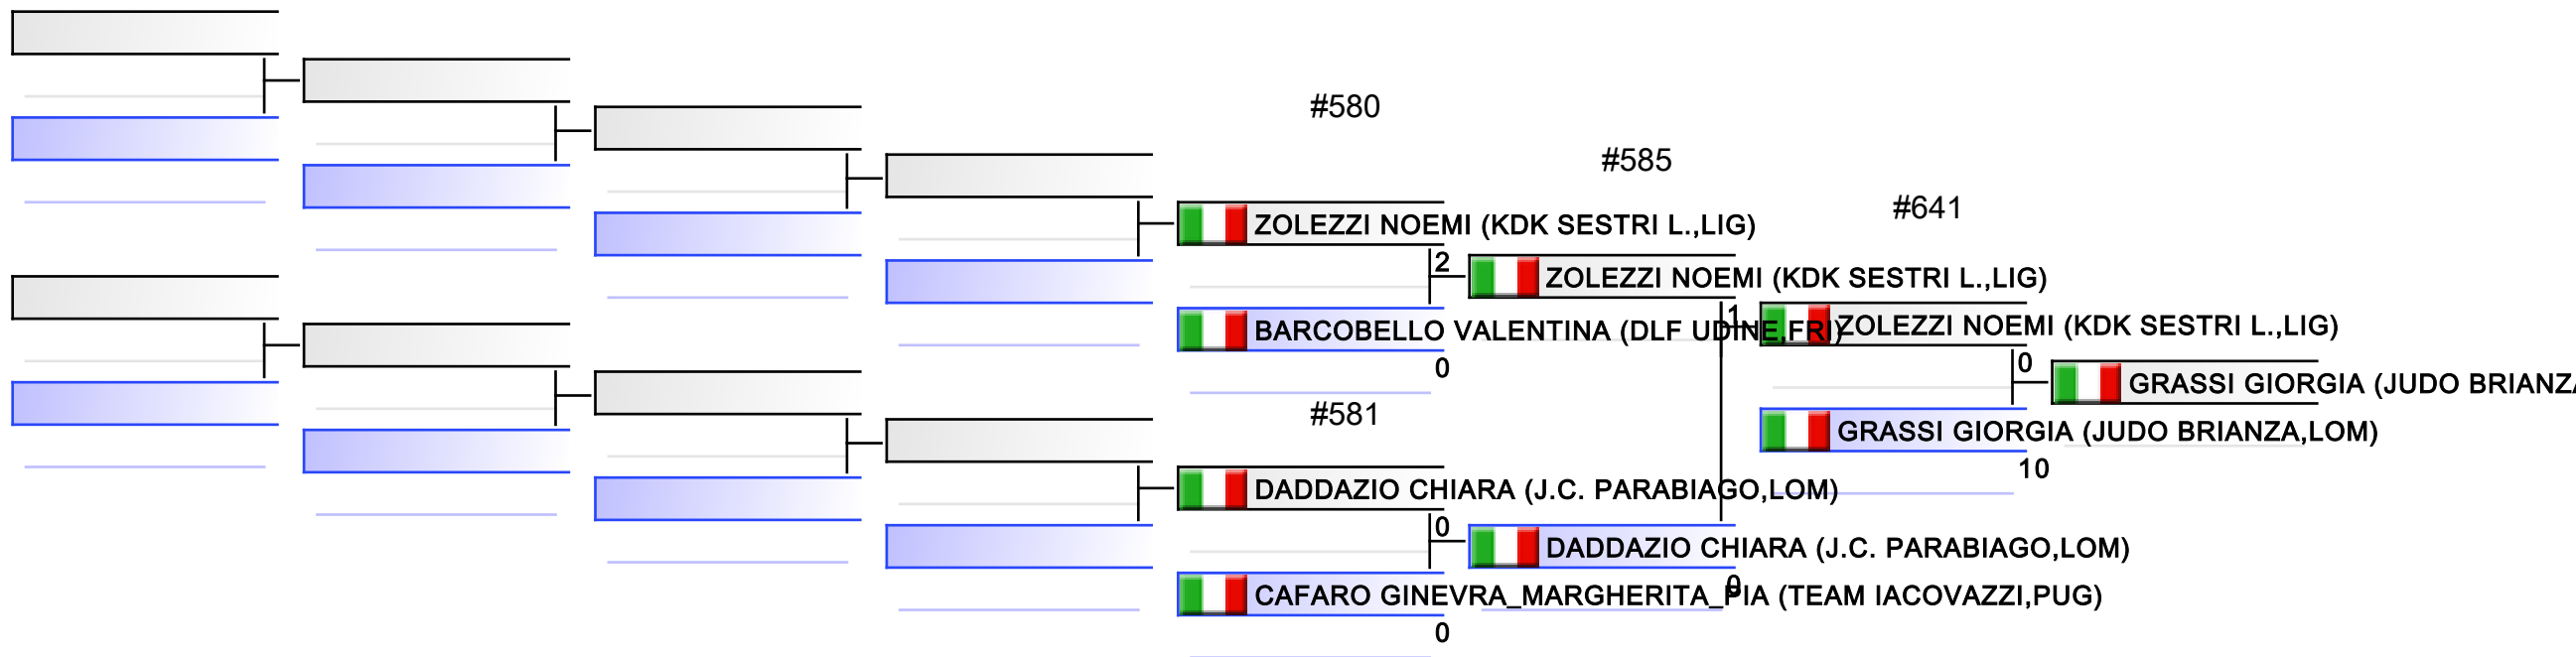 #580
#585
#641
ZOLEZZI NOEMI (KDK SESTRI L.,LIG)
2
ZOLEZZI NOEMI (KDK SESTRI L.,LIG)
BARCOBELLO VALENTINA (DLF UDINE,FRI)
0
1
ZOLEZZI NOEMI (KDK SESTRI L.,LIG)
0
GRASSI GIORGIA (JUDO BRIANZA
GRASSI GIORGIA (JUDO BRIANZA,LOM)
10
#581
DADDAZIO CHIARA (J.C. PARABIAGO,LOM)
0
DADDAZIO CHIARA (J.C. PARABIAGO,LOM)
0
CAFARO GINEVRA_MARGHERITA_PIA (TEAM IACOVAZZI,PUG)
0